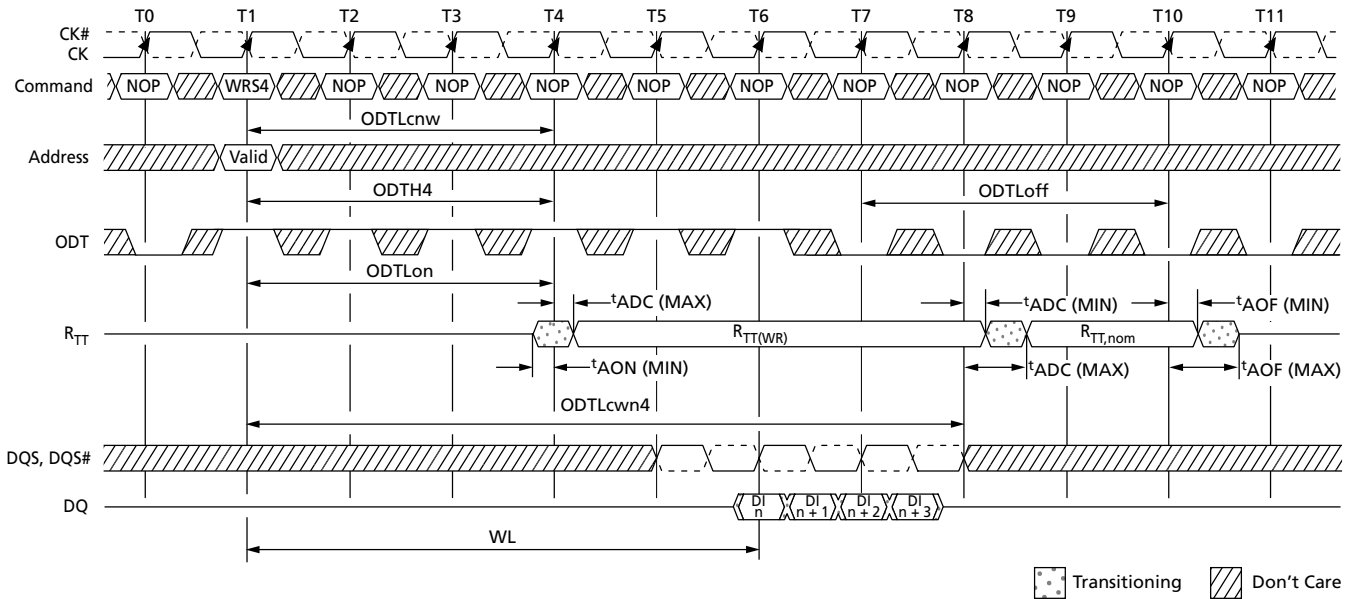 T0 T1 T2 T3 T4 T5 T6 T7 T8 T9 T10 T11
CK#
CK
Command NOP WRS4 NOP NOP NOP NOP NOP NOP NOP NOP NOP NOP
ODTLcnw
Address Valid
ODTH4 ODTLoff
ODT
ODTLon
tADC (MAX) tADC (MIN) tAOF (MIN)
RTT RTT(WR) RTT,nom
tAON (MIN) tADC (MAX) tAOF (MAX)
ODTLcwn4
DQS, DQS#
DQ DI n DI n + 1 DI n + 2 DI n + 3
WL
Transitioning Don't Care